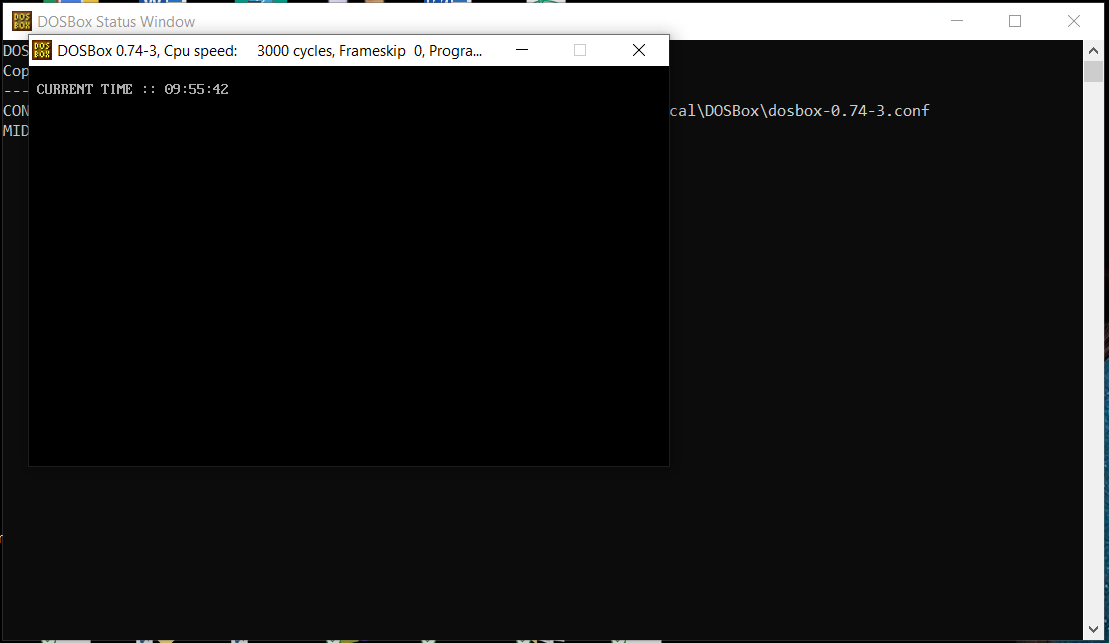 DOSBox Status Window
DOSBox 0.74-3, Cpu speed: 3000 cycles, Frameskip 0, Progra...
DOS
Cop
---
CURRENT TIME :: 09:55:42
CON
cal\DOSBox\dosbox-0.74-3.conf
MID